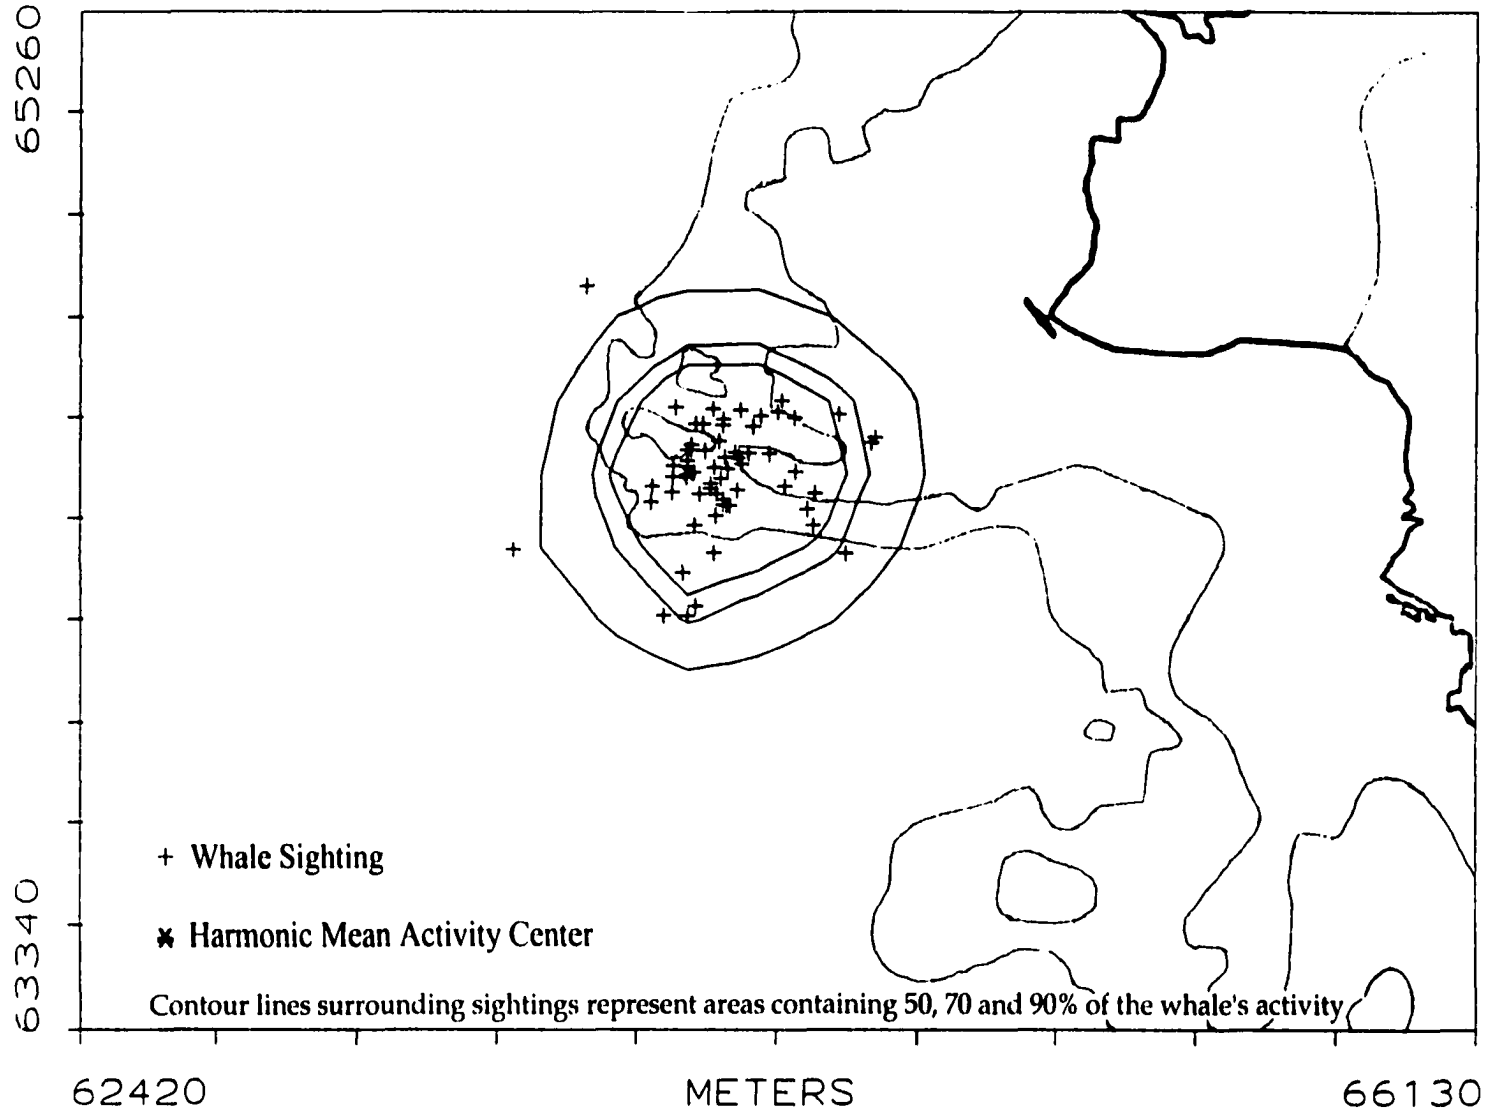 65260
+ Whale Sighting
63340
* Harmonic Mean Activity Center
Contour lines surrounding sightings represent areas containing 50, 70 and 90% of the whale's activity
62420 METERS 66130